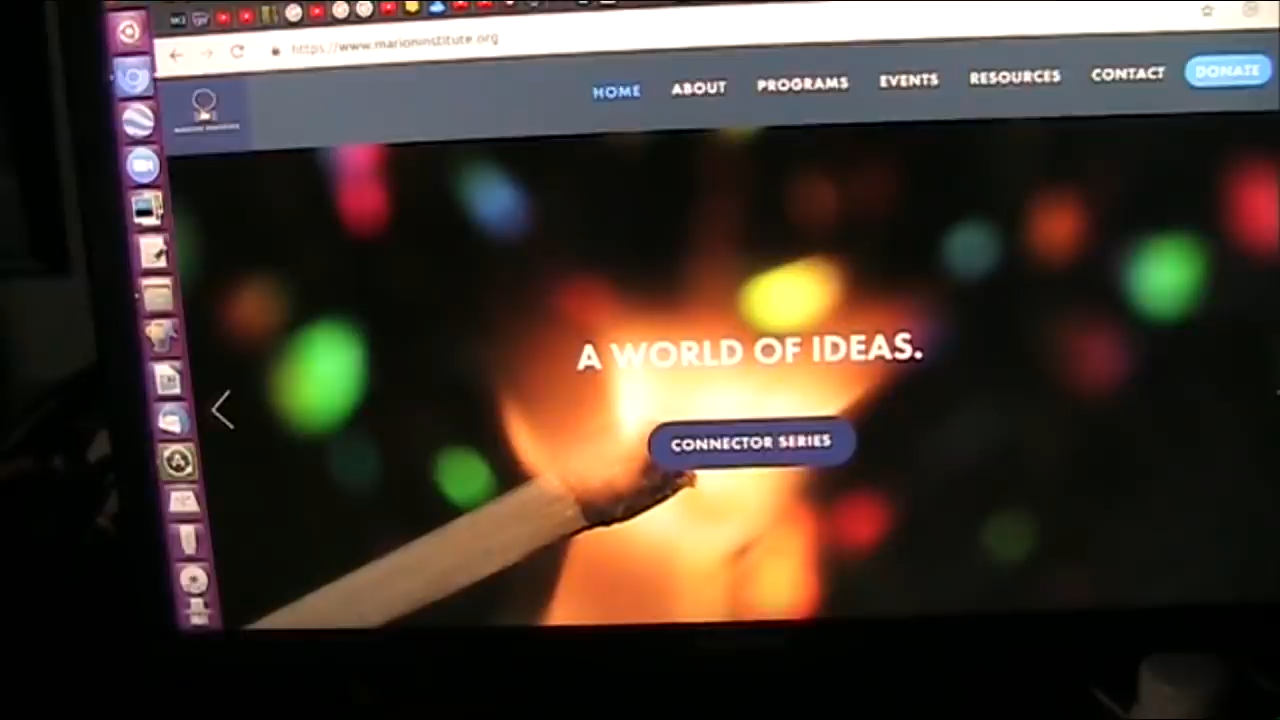 https://www.marioninstitute.org
HOME ABOUT PROGRAMS EVENTS RESOURCES CONTACT DONATE
A WORLD OF IDEAS.
CONNECTOR SERIES